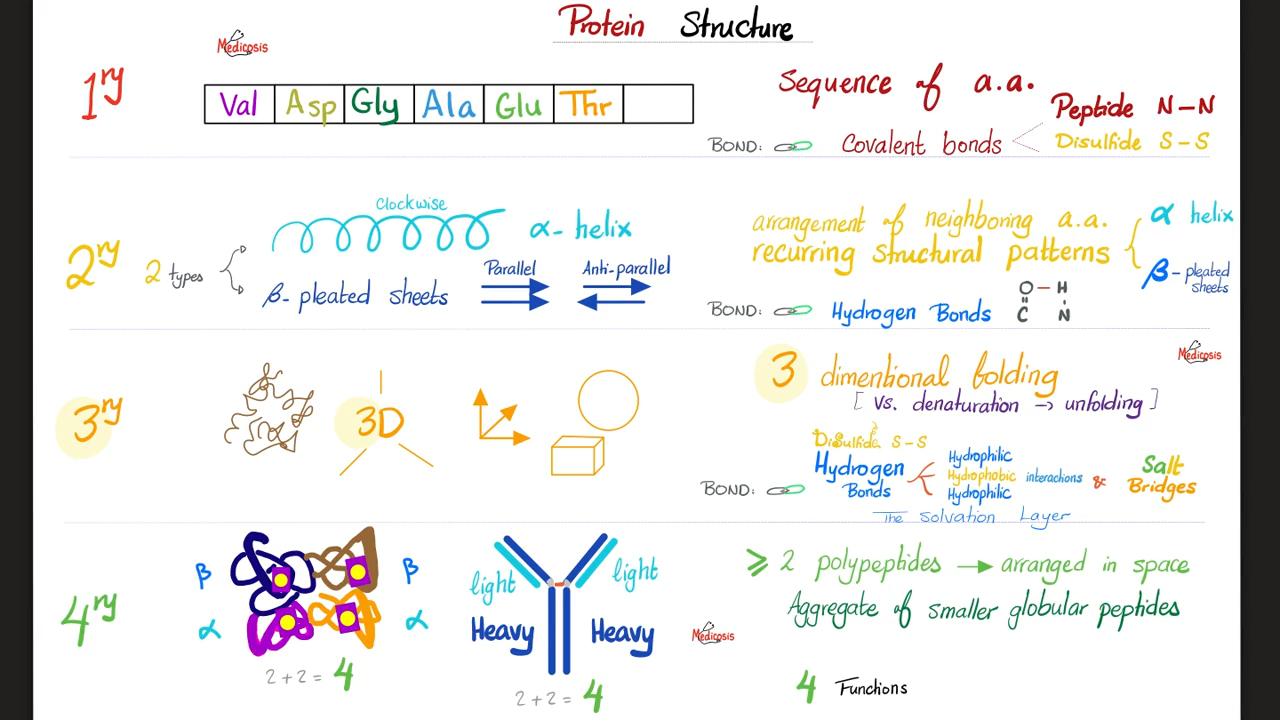 Protein Structure
Medicosis
1ry
Val Asp Gly Ala Glu Thr
Sequence of a.a.
BOND: Covalent bonds
Peptide N-N
Disulfide S-S
2ry
2 types
Clockwise
α- helix
β- pleated sheets
Parallel
Anti-parallel
arrangement of neighboring a.a.
recurring structural patterns
α helix
β-pleated
sheets
BOND: Hydrogen Bonds
O-H
C N
3ry
3D
3 dimentional folding
[ vs. denaturation → unfolding ]
Medicosis
Disulfide S-S
BOND: Hydrogen
Bonds
Hydrophilic
Hydrophobic interactions &
Hydrophilic
Salt
Bridges
The Solvation Layer
4ry
β β
α α
2+2= 4
light light
Heavy Heavy
2+2= 4
Medicosis
≥ 2 polypeptides → arranged in space
Aggregate of smaller globular peptides
4 Functions